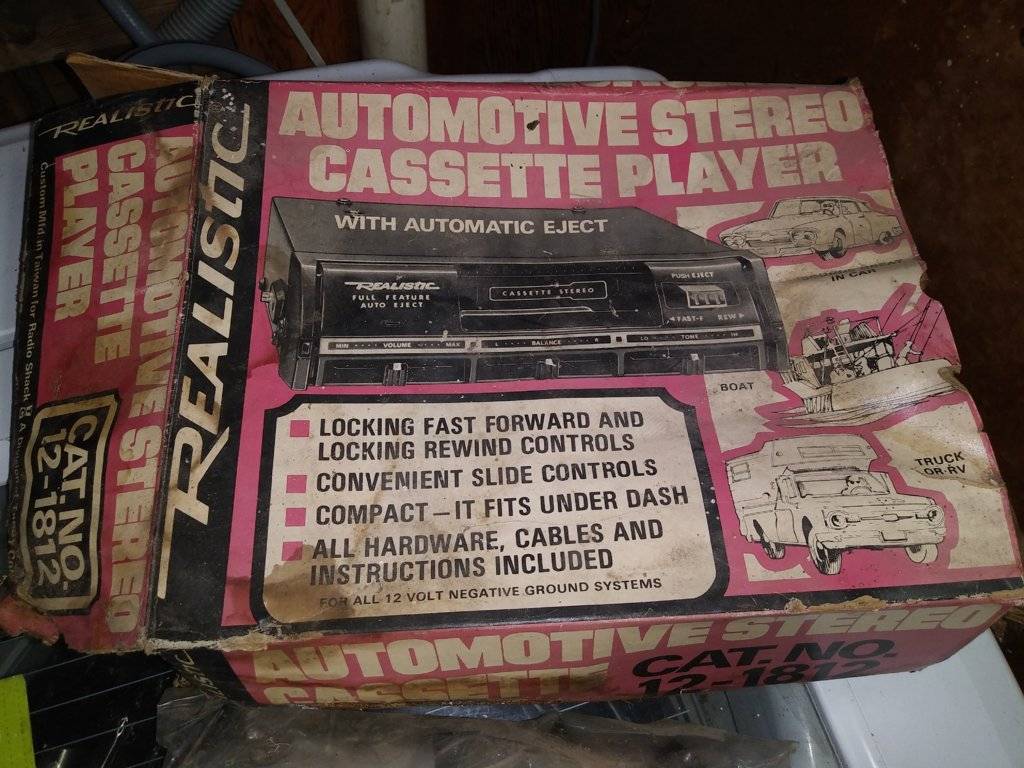 REALISTIC
AUTOMOTIVE STEREO
CASSETTE
PLAYER
Custom Mfd in Taiwan for Radio Shack
CAT. NO.
12-1812
REALISTIC
AUTOMOTIVE STEREO
CASSETTE PLAYER
WITH AUTOMATIC EJECT
REALISTIC
FULL FEATURE
AUTO EJECT
CASSETTE STEREO
PUSH EJECT
◄FAST-F REW►
MIN VOLUME MAX
L BALANCE R
LO TONE HI
IN CAR
BOAT
TRUCK
OR RV
LOCKING FAST FORWARD AND
LOCKING REWIND CONTROLS
CONVENIENT SLIDE CONTROLS
COMPACT—IT FITS UNDER DASH
ALL HARDWARE, CABLES AND
INSTRUCTIONS INCLUDED
FOR ALL 12 VOLT NEGATIVE GROUND SYSTEMS
AUTOMOTIVE STEREO
CASSETTE
CAT. NO.
12-1812